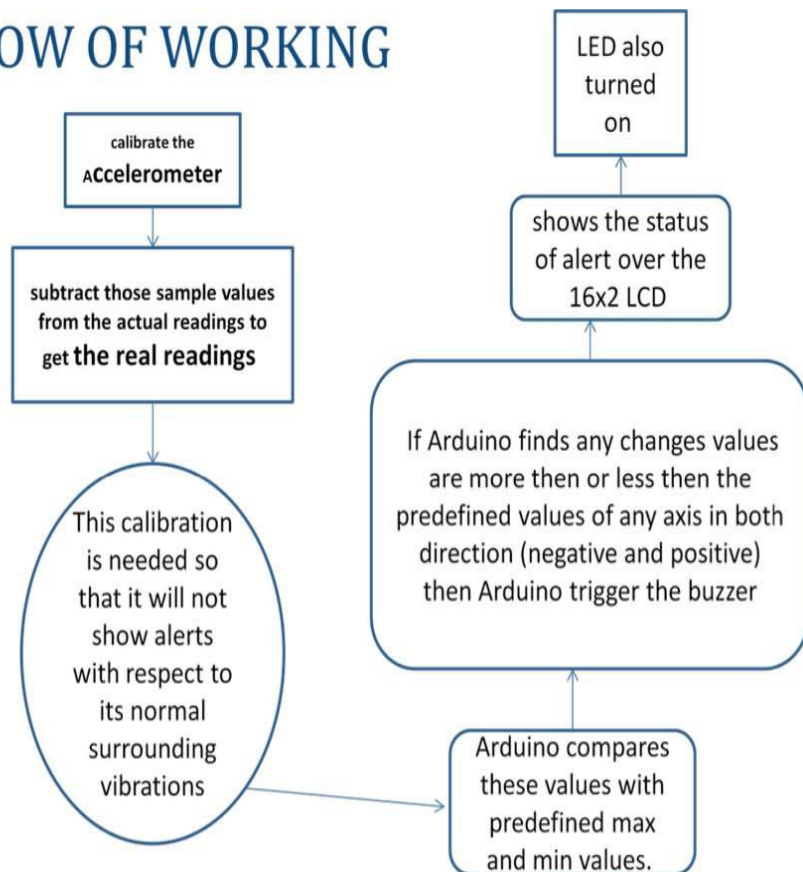 OW OF WORKING
calibrate the
Accelerometer
subtract those sample values
from the actual readings to
get the real readings
This calibration
is needed so
that it will not
show alerts
with respect to
its normal
surrounding
vibrations
Arduino compares
these values with
predefined max
and min values.
If Arduino finds any changes values
are more then or less then the
predefined values of any axis in both
direction (negative and positive)
then Arduino trigger the buzzer
shows the status
of alert over the
16x2 LCD
LED also
turned
on